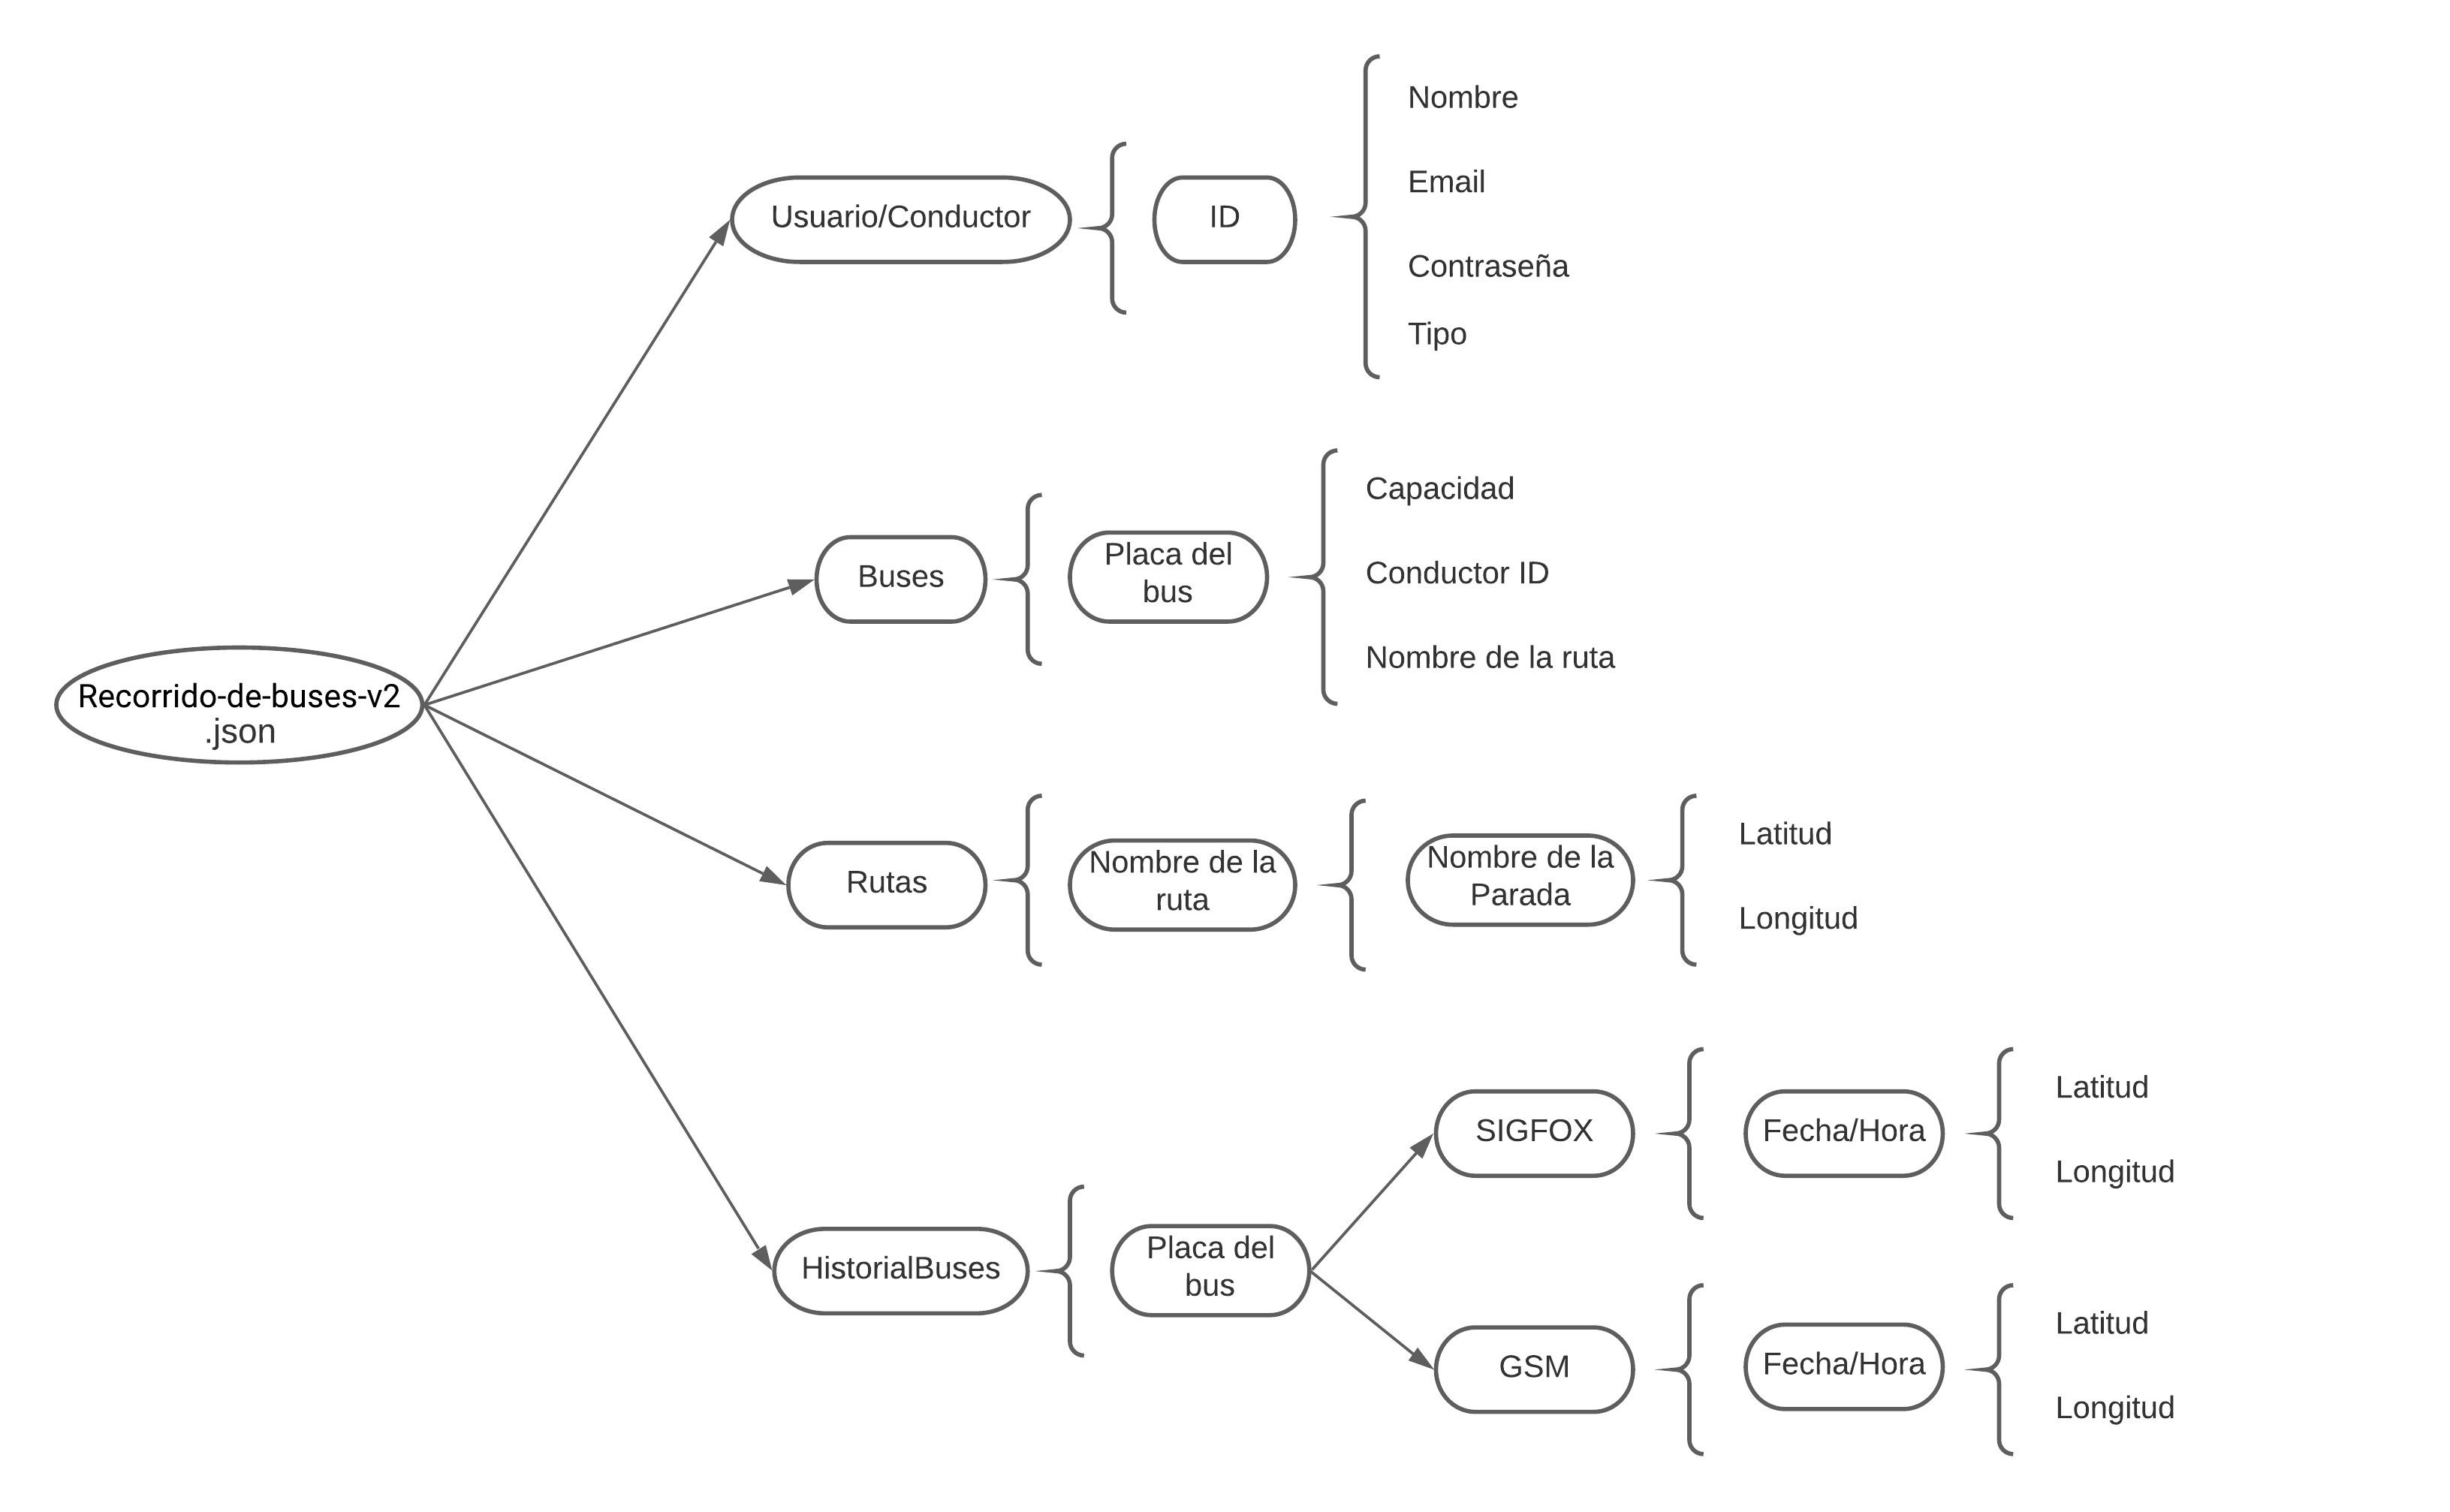 Nombre
Email
Usuario/Conductor
ID
Contraseña
Tipo
Capacidad
Buses
Placa del
bus
Conductor ID
Nombre de la ruta
Recorrido-de-buses-v2
.json
Rutas
Nombre de la
ruta
Nombre de la
Parada
Latitud
Longitud
HistorialBuses
Placa del
bus
SIGFOX
Fecha/Hora
Latitud
Longitud
GSM
Fecha/Hora
Latitud
Longitud